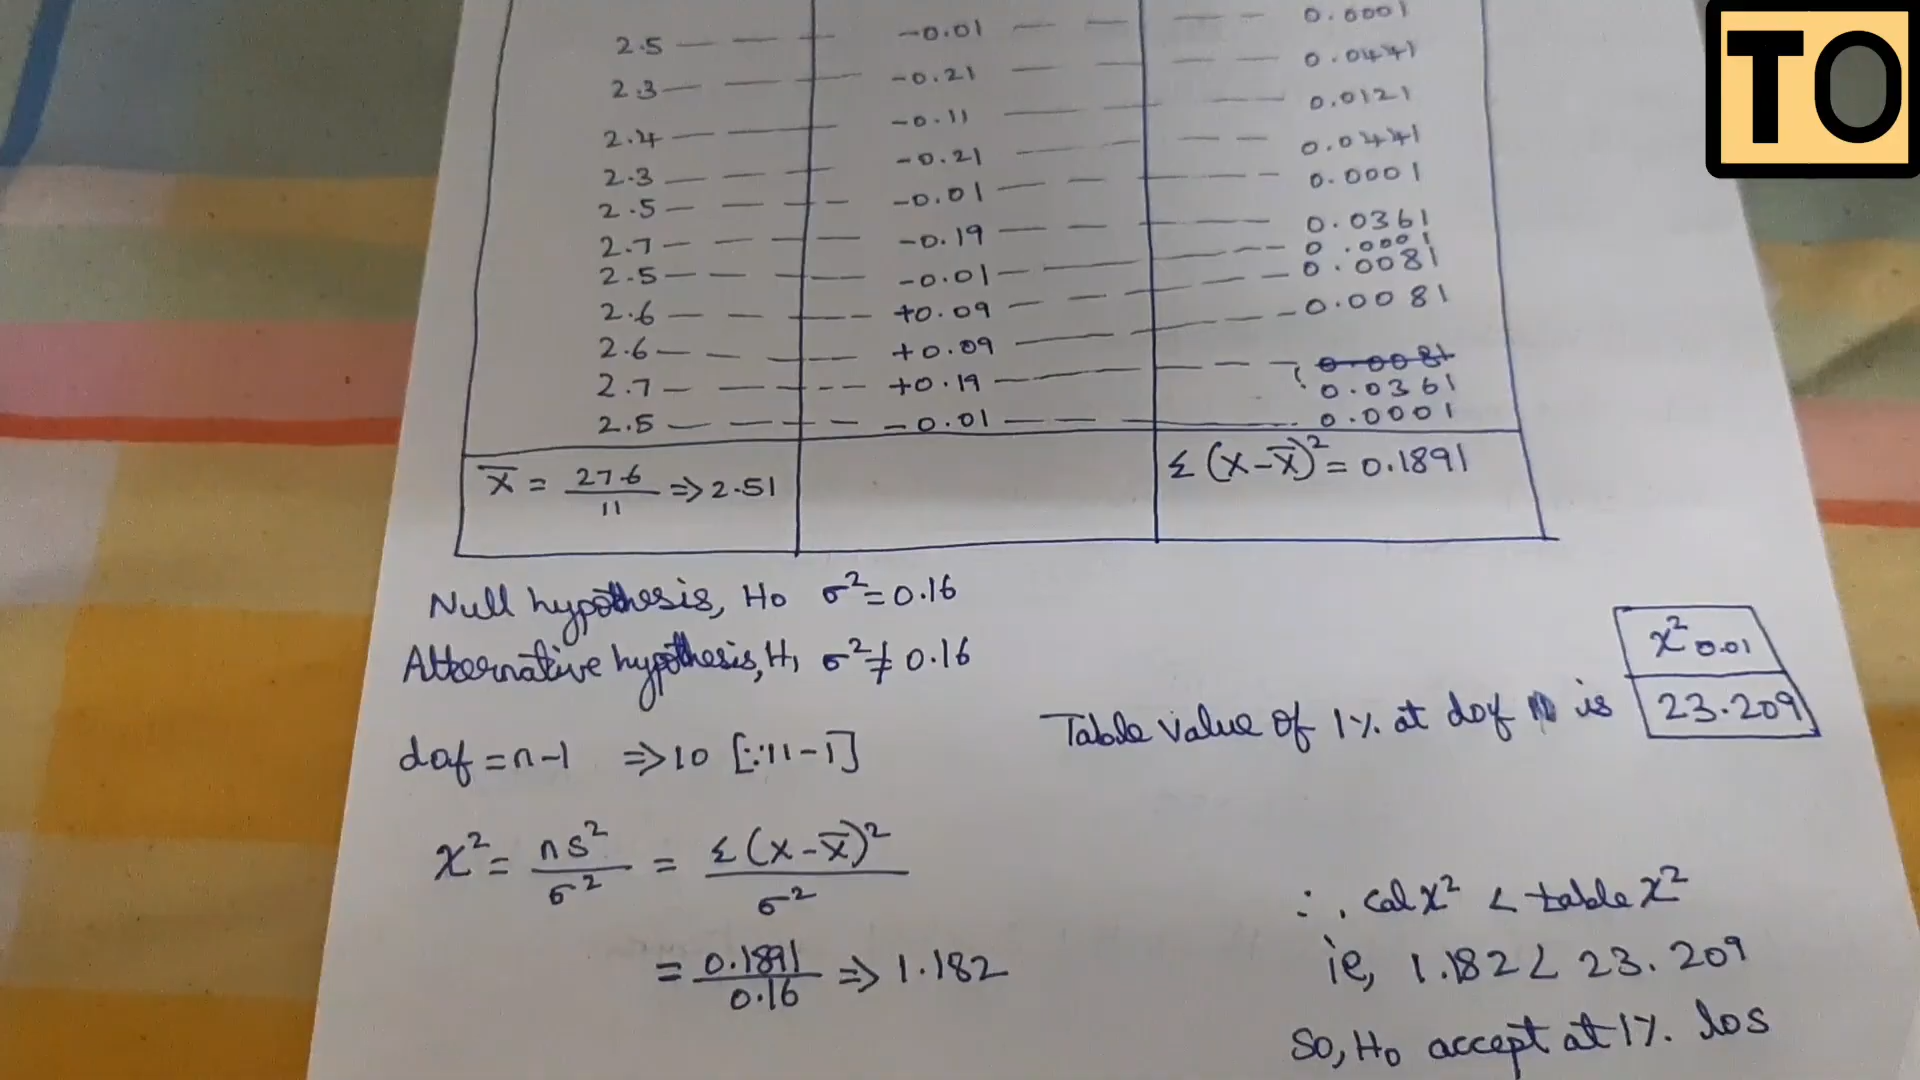 TO
2.5 -0.01 0.0001
2.3 -0.21 0.0441
2.4 -0.11 0.0121
2.3 -0.21 0.0441
2.5 -0.01 0.0001
2.7 -0.19 0.0361
2.5 -0.01 0.0001
2.6 +0.09 0.0081
2.6 +0.09 0.0081
0.0081
2.7 +0.19 0.0361
2.5 -0.01 0.0001
X̄ = 27.6/11 => 2.51 Σ(X-X̄)² = 0.1891
Null hypothesis, H₀ σ² = 0.16
Alternative hypothesis, H₁ σ² ≠ 0.16
dof = n-1 => 10 [∵ 11-1]
Table value of 1% at dof is
χ² 0.01
23.209
χ² = ns²/σ² = Σ(X-X̄)²/σ²
= 0.1891/0.16 => 1.182
∴ cal χ² < table χ²
ie, 1.182 < 23.209
So, H₀ accept at 1% los